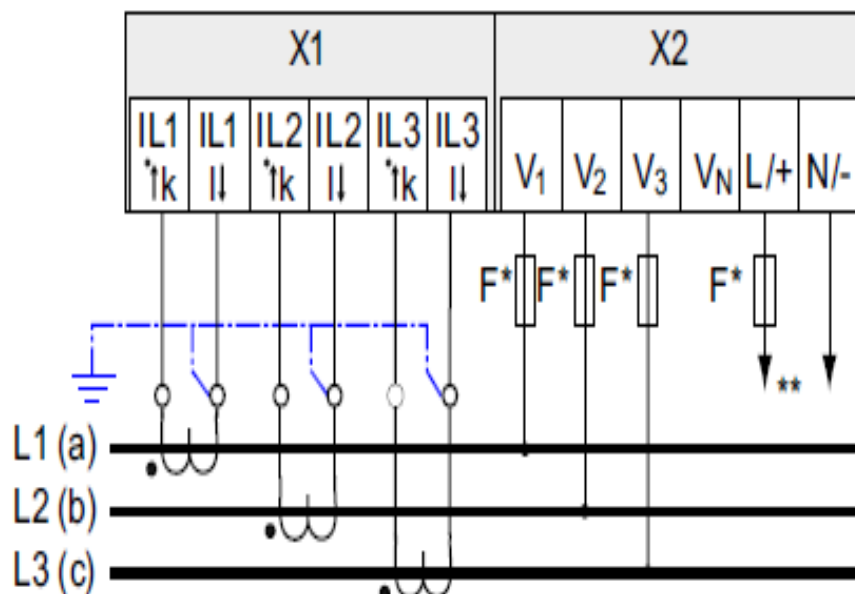 X1 X2
IL1 IL1 IL2 IL2 IL3 IL3
k l k l k l
V1 V2 V3 VN L/+ N/-
F* F* F* F*
**
L1 (a)
L2 (b)
L3 (c)